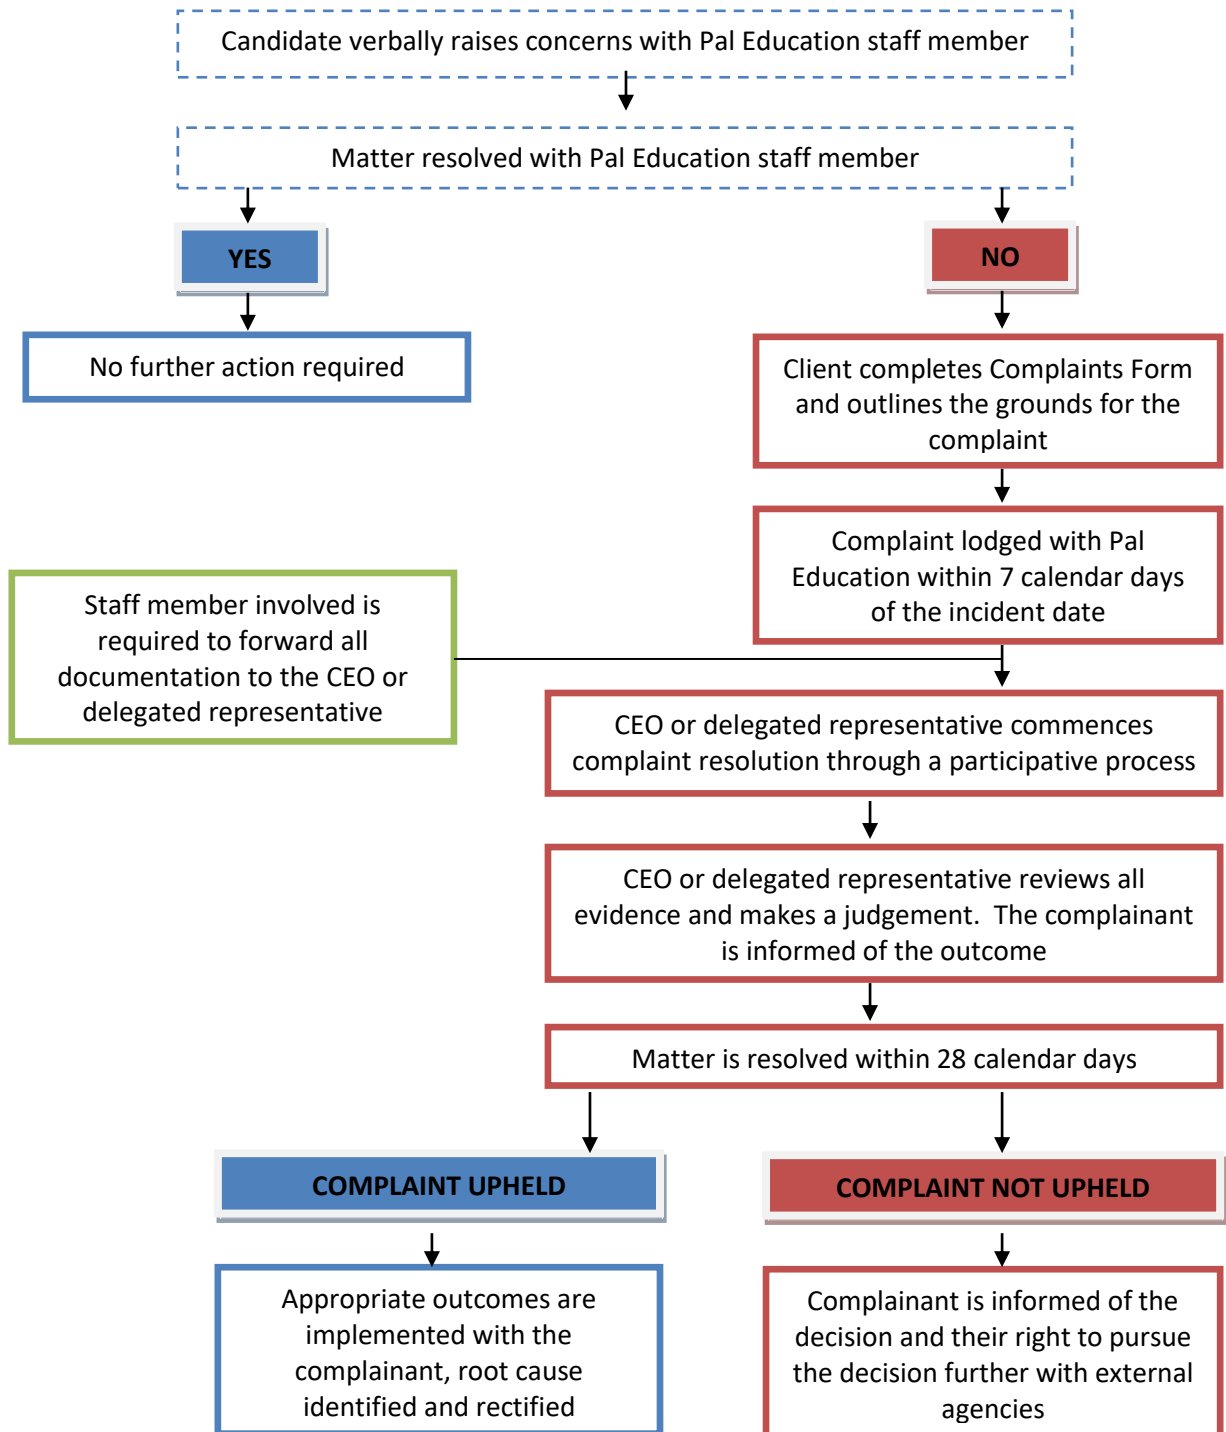 Candidate verbally raises concerns with Pal Education staff member
Matter resolved with Pal Education staff member
YES
NO
No further action required
Client completes Complaints Form
and outlines the grounds for the
complaint
Complaint lodged with Pal
Education within 7 calendar days
of the incident date
Staff member involved is
required to forward all
documentation to the CEO or
delegated representative
CEO or delegated representative commences
complaint resolution through a participative process
CEO or delegated representative reviews all
evidence and makes a judgement.  The complainant
is informed of the outcome
Matter is resolved within 28 calendar days
COMPLAINT UPHELD
COMPLAINT NOT UPHELD
Appropriate outcomes are
implemented with the
complainant, root cause
identified and rectified
Complainant is informed of the
decision and their right to pursue
the decision further with external
agencies